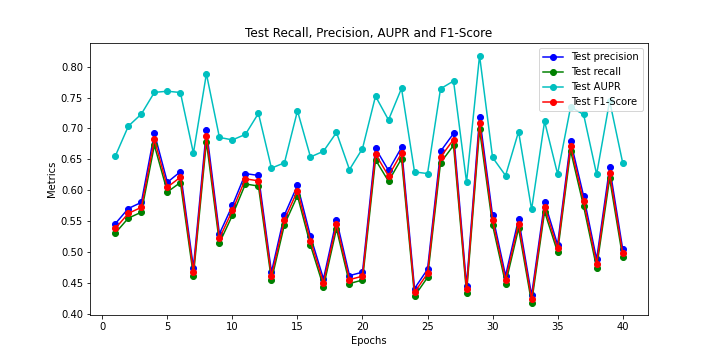 Test Recall, Precision, AUPR and F1-Score
Test precision
Test recall
Test AUPR
Test F1-Score
Metrics
0.80
0.75
0.70
0.65
0.60
0.55
0.50
0.45
0.40
0 5 10 15 20 25 30 35 40
Epochs